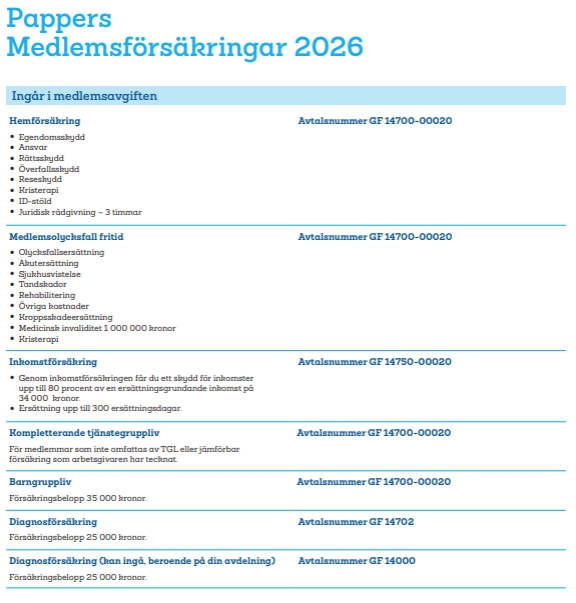 Pappers
Medlemsförsäkringar 2026
Ingår i medlemsavgiften
Hemförsäkring Avtalsnummer GF 14700-00020
• Egendomsskydd
• Ansvar
• Rättsskydd
• Överfallsskydd
• Reseskydd
• Kristerapi
• ID-stöld
• Juridisk rådgivning – 3 timmar
Medlemsolycksfall fritid Avtalsnummer GF 14700-00020
• Olycksfallsersättning
• Akutersättning
• Sjukhusvistelse
• Tandskador
• Rehabilitering
• Övriga kostnader
• Kroppsskadeersättning
• Medicinsk invaliditet 1 000 000 kronor
• Kristerapi
Inkomstförsäkring Avtalsnummer GF 14750-00020
• Genom inkomstförsäkringen får du ett skydd för inkomster
upp till 80 procent av en ersättningsgrundande inkomst på
34 000 kronor.
• Ersättning upp till 300 ersättningsdagar.
Kompletterande tjänstegruppliv Avtalsnummer GF 14700-00020
För medlemmar som inte omfattas av TGL eller jämförbar
försäkring som arbetsgivaren har tecknat.
Barngruppliv Avtalsnummer GF 14700-00020
Försäkringsbelopp 35 000 kronor.
Diagnosförsäkring Avtalsnummer GF 14702
Försäkringsbelopp 25 000 kronor.
Diagnosförsäkring (kan ingå, beroende på din avdelning) Avtalsnummer GF 14000
Försäkringsbelopp 25 000 kronor.